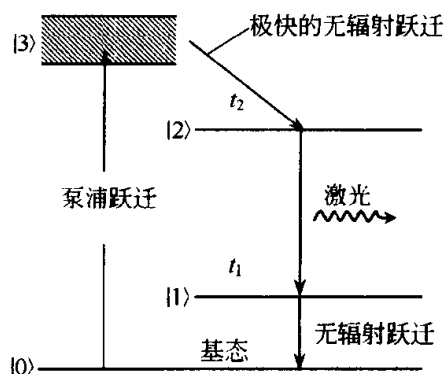 |3⟩
极快的无辐射跃迁
t₂
|2⟩
泵浦跃迁
激光
t₁
|1⟩
无辐射跃迁
基态
|0⟩